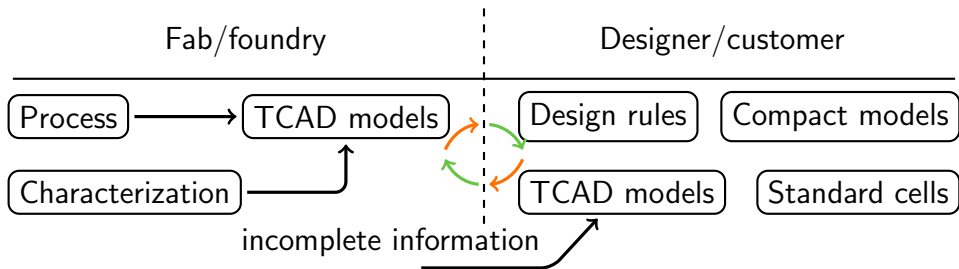 Fab/foundry
Designer/customer
Process
TCAD models
Design rules
Compact models
Characterization
TCAD models
Standard cells
incomplete information